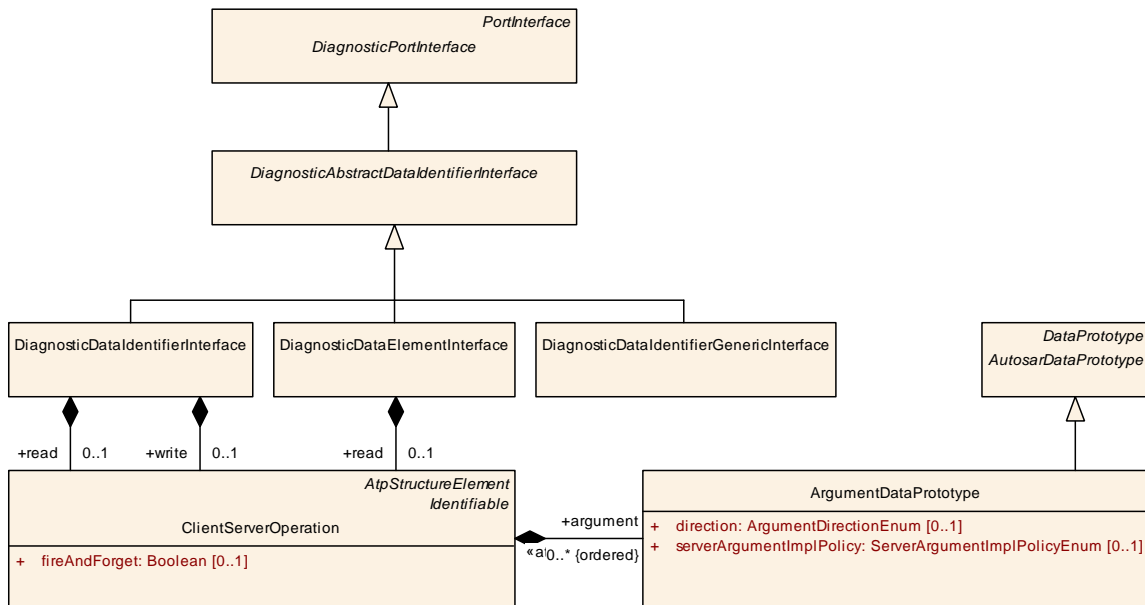 PortInterface
DiagnosticPortInterface
DiagnosticAbstractDataIdentifierInterface
DiagnosticDataIdentifierInterface
DiagnosticDataElementInterface
DiagnosticDataIdentifierGenericInterface
DataPrototype
AutosarDataPrototype
+read 0..1
+write 0..1
+read 0..1
AtpStructureElement
Identifiable
ClientServerOperation
+ fireAndForget: Boolean [0..1]
+argument
0..* {ordered}
ArgumentDataPrototype
+ direction: ArgumentDirectionEnum [0..1]
+ serverArgumentImplPolicy: ServerArgumentImplPolicyEnum [0..1]